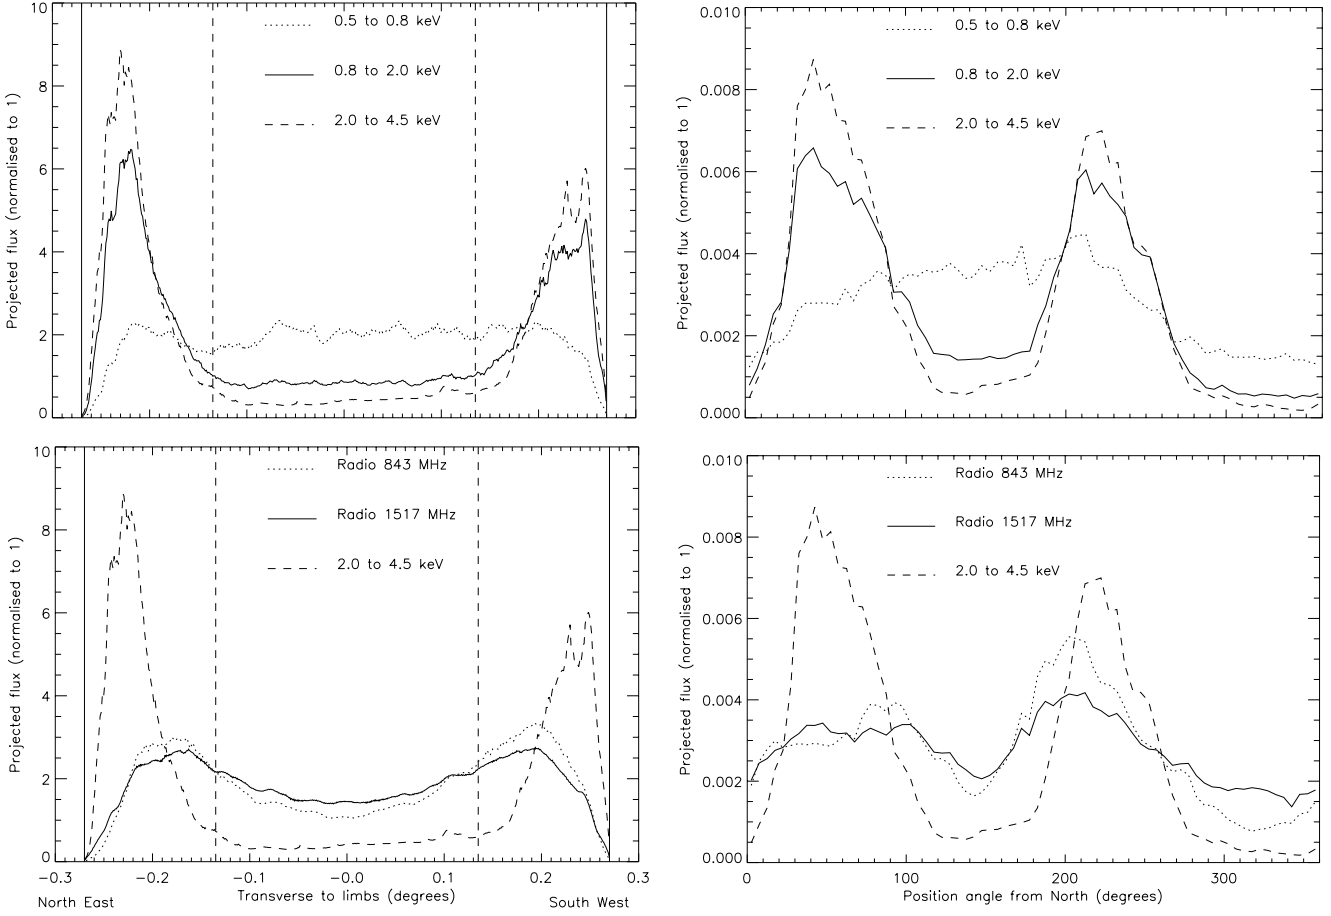 10
8
6
4
2
0
Projected flux (normalised to 1)
0.5 to 0.8 keV
0.8 to 2.0 keV
2.0 to 4.5 keV
0.010
0.008
0.006
0.004
0.002
0.000
Projected flux (normalised to 1)
0.5 to 0.8 keV
0.8 to 2.0 keV
2.0 to 4.5 keV
10
8
6
4
2
0
Projected flux (normalised to 1)
Radio 843 MHz
Radio 1517 MHz
2.0 to 4.5 keV
-0.3 -0.2 -0.1 -0.0 0.1 0.2 0.3
North East
Transverse to limbs (degrees)
South West
0.010
0.008
0.006
0.004
0.002
0.000
Projected flux (normalised to 1)
Radio 843 MHz
Radio 1517 MHz
2.0 to 4.5 keV
0 100 200 300
Position angle from North (degrees)